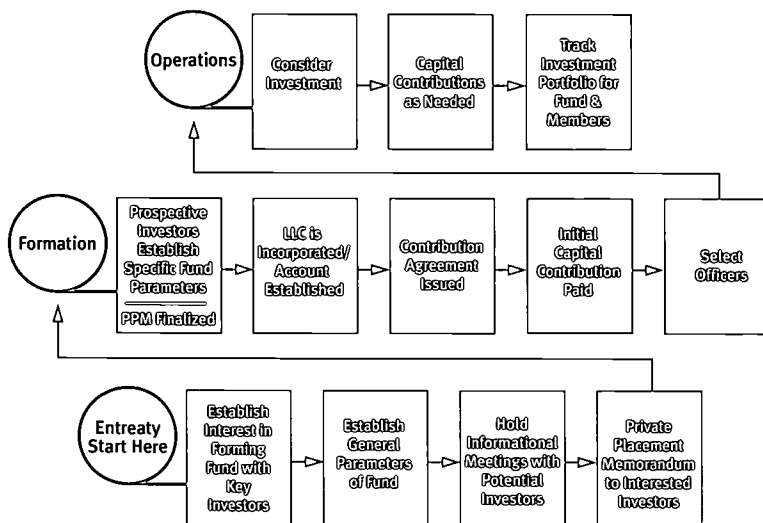 Operations
Consider
Investment
Capital
Contributions
as Needed
Track
Investment
Portfolio for
Fund &
Members
Formation
Prospective
Investors
Establish
Specific Fund
Parameters
PPM Finalized
LLC is
Incorporated/
Account
Established
Contribution
Agreement
Issued
Initial
Capital
Contribution
Paid
Select
Officers
Entreaty
Start Here
Establish
Interest in
Forming
Fund with
Key
Investors
Establish
General
Parameters
of Fund
Hold
Informational
Meetings with
Potential
Investors
Private
Placement
Memorandum
to Interested
Investors